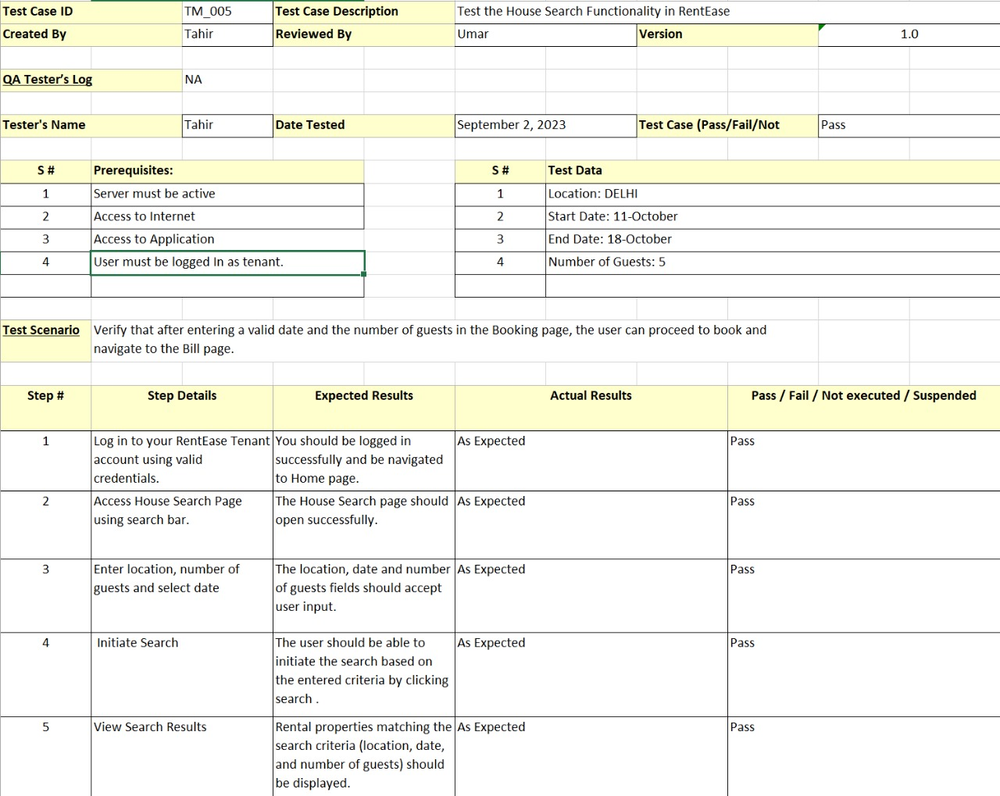 Test Case ID TM_005 Test Case Description Test the House Search Functionality in RentEase
Created By Tahir Reviewed By Umar Version 1.0
QA Tester’s Log NA
Tester's Name Tahir Date Tested September 2, 2023 Test Case (Pass/Fail/Not Pass
S # Prerequisites: S # Test Data
1 Server must be active 1 Location: DELHI
2 Access to Internet 2 Start Date: 11-October
3 Access to Application 3 End Date: 18-October
4 User must be logged In as tenant. 4 Number of Guests: 5
Test Scenario Verify that after entering a valid date and the number of guests in the Booking page, the user can proceed to book and
navigate to the Bill page.
Step # Step Details Expected Results Actual Results Pass / Fail / Not executed / Suspended
1 Log in to your RentEase Tenant You should be logged in As Expected Pass
account using valid successfully and be navigated
credentials. to Home page.
2 Access House Search Page The House Search page should As Expected Pass
using search bar. open successfully.
3 Enter location, number of The location, date and number As Expected Pass
guests and select date of guests fields should accept
user input.
4 Initiate Search The user should be able to As Expected Pass
initiate the search based on
the entered criteria by clicking
search .
5 View Search Results Rental properties matching the As Expected Pass
search criteria (location, date,
and number of guests) should
be displayed.